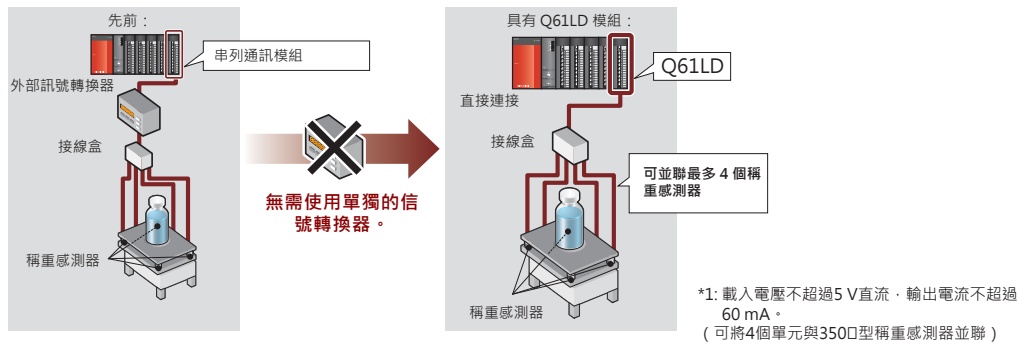 先前：
串列通訊模組
外部訊號轉換器
接線盒
稱重感測器
無需使用單獨的信
號轉換器。
具有 Q61LD 模組：
Q61LD
直接連接
接線盒
可並聯最多 4 個稱
重感測器
稱重感測器
*1: 載入電壓不超過5 V直流，輸出電流不超過
60 mA。
（可將4個單元與350▯型稱重感測器並聯）